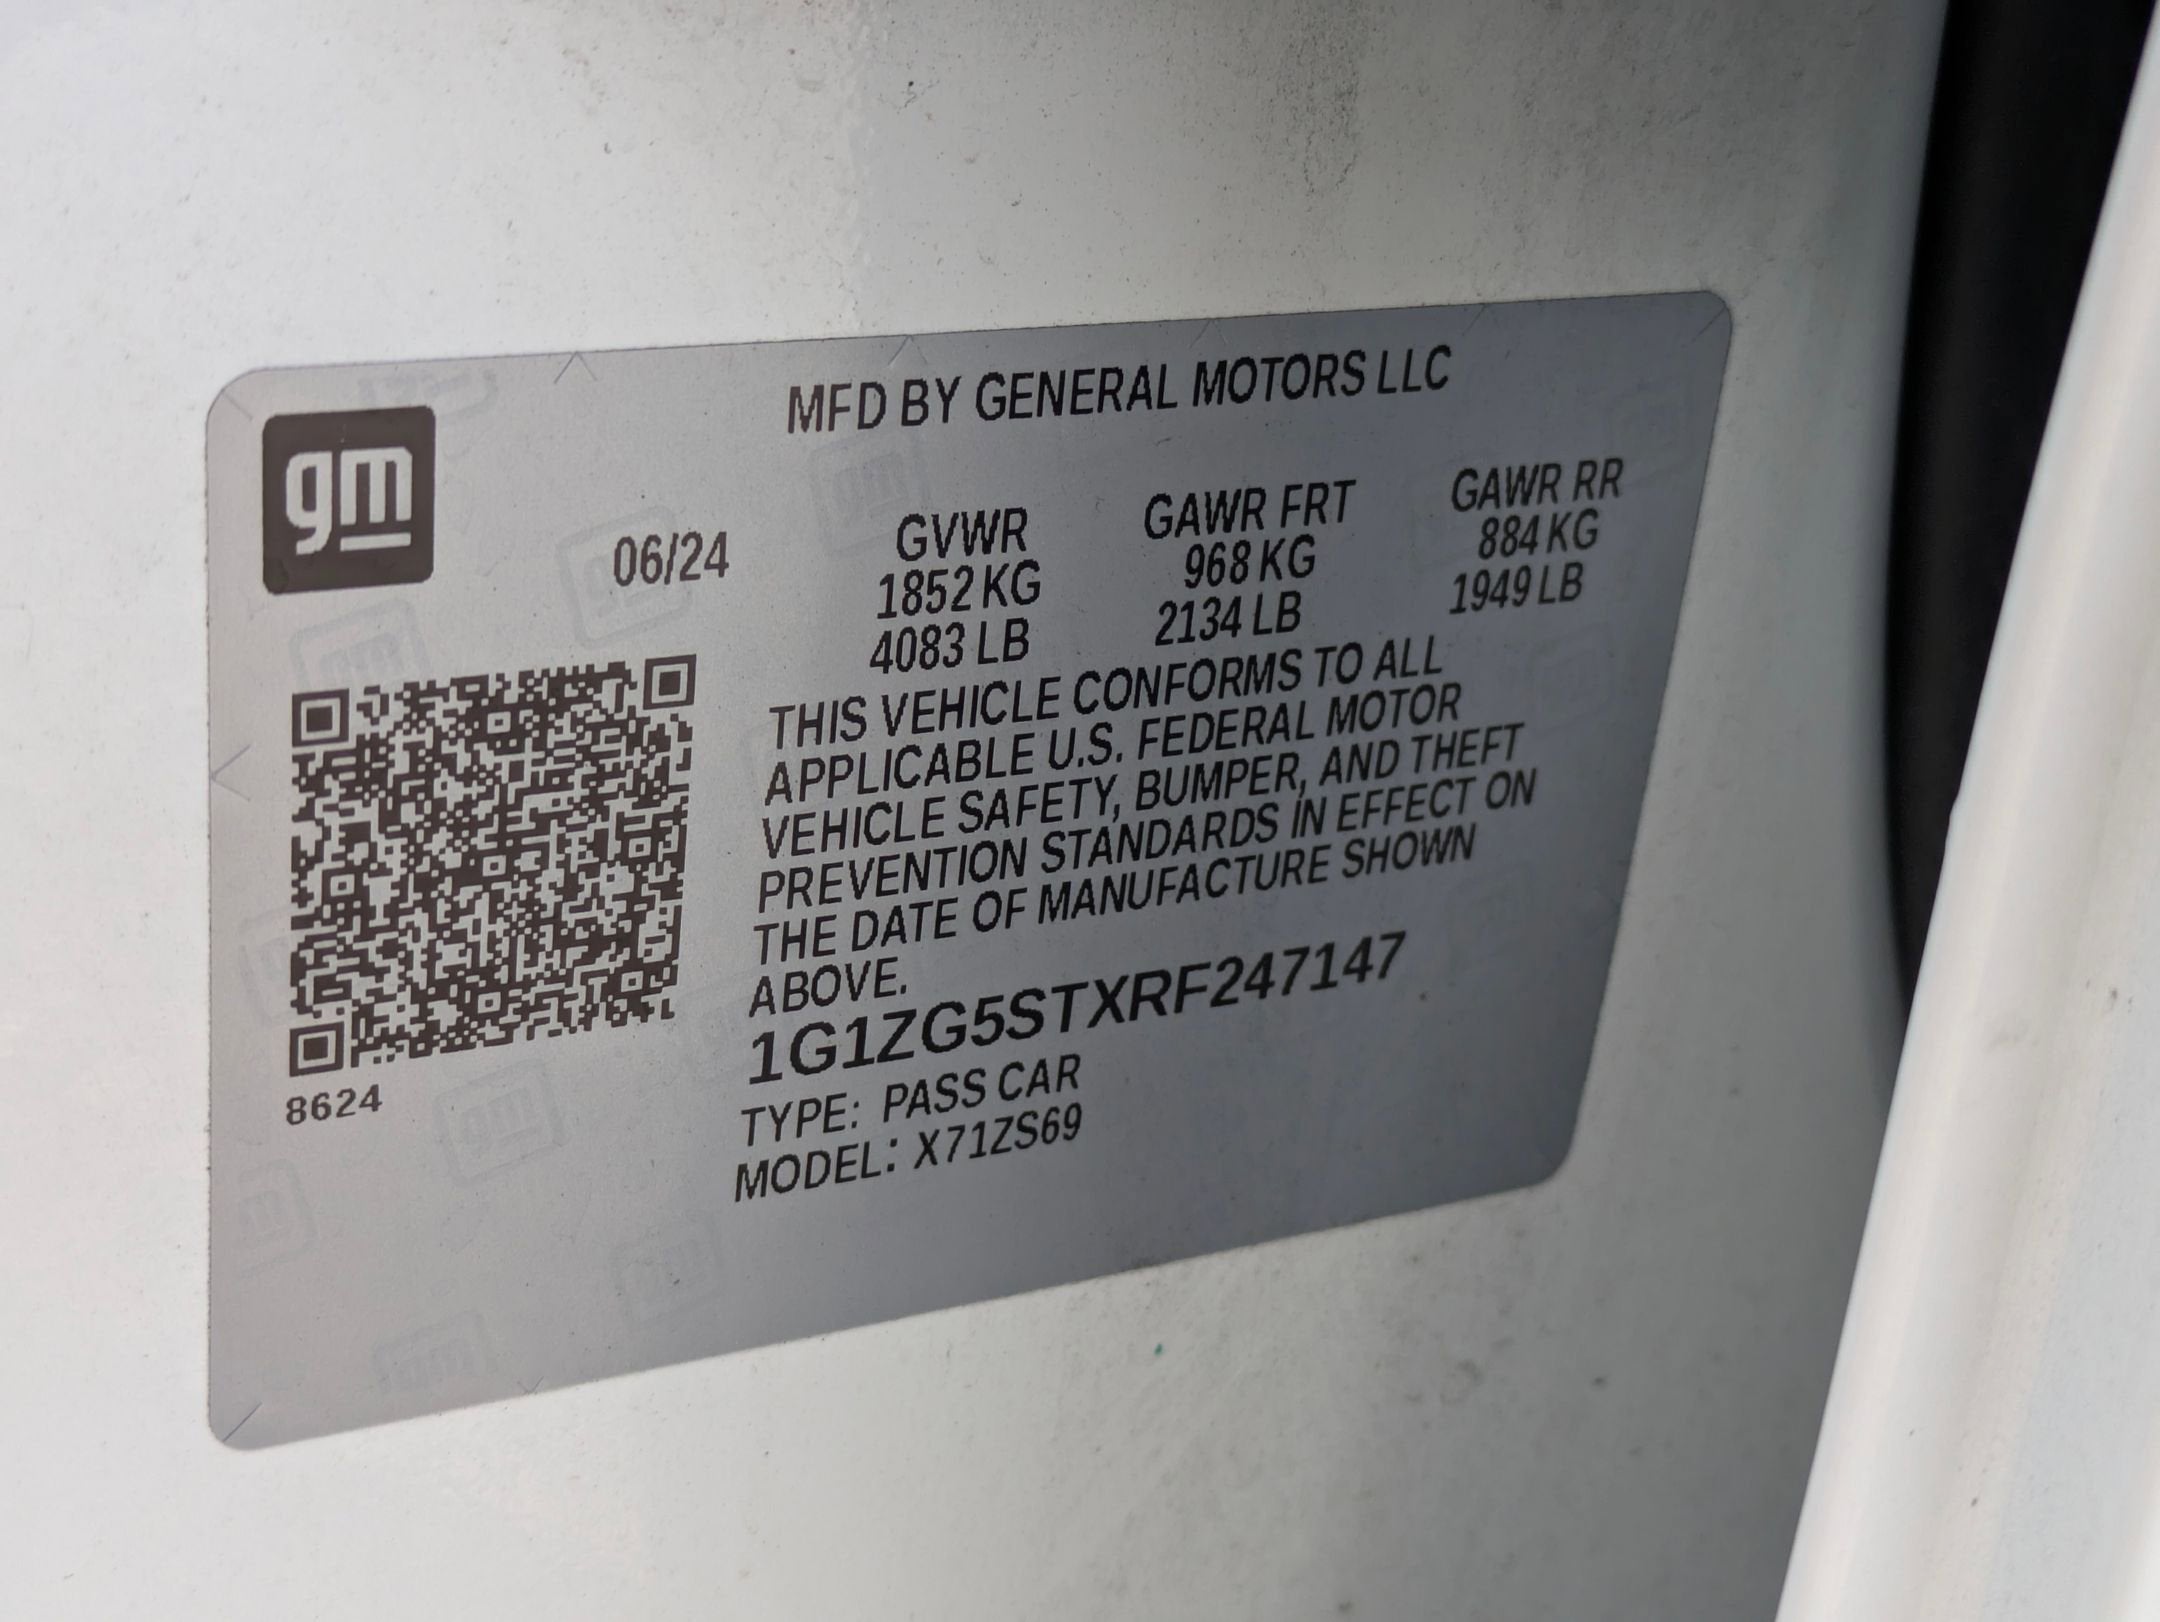 MFD BY GENERAL MOTORS LLC
gm
06/24
GVWR
1852 KG
4083 LB
GAWR FRT
968 KG
2134 LB
GAWR RR
884 KG
1949 LB
THIS VEHICLE CONFORMS TO ALL
APPLICABLE U.S. FEDERAL MOTOR
VEHICLE SAFETY, BUMPER, AND THEFT
PREVENTION STANDARDS IN EFFECT ON
THE DATE OF MANUFACTURE SHOWN
ABOVE.
1G1ZG5STXRF247147
TYPE: PASS CAR
MODEL: X71ZS69
8624